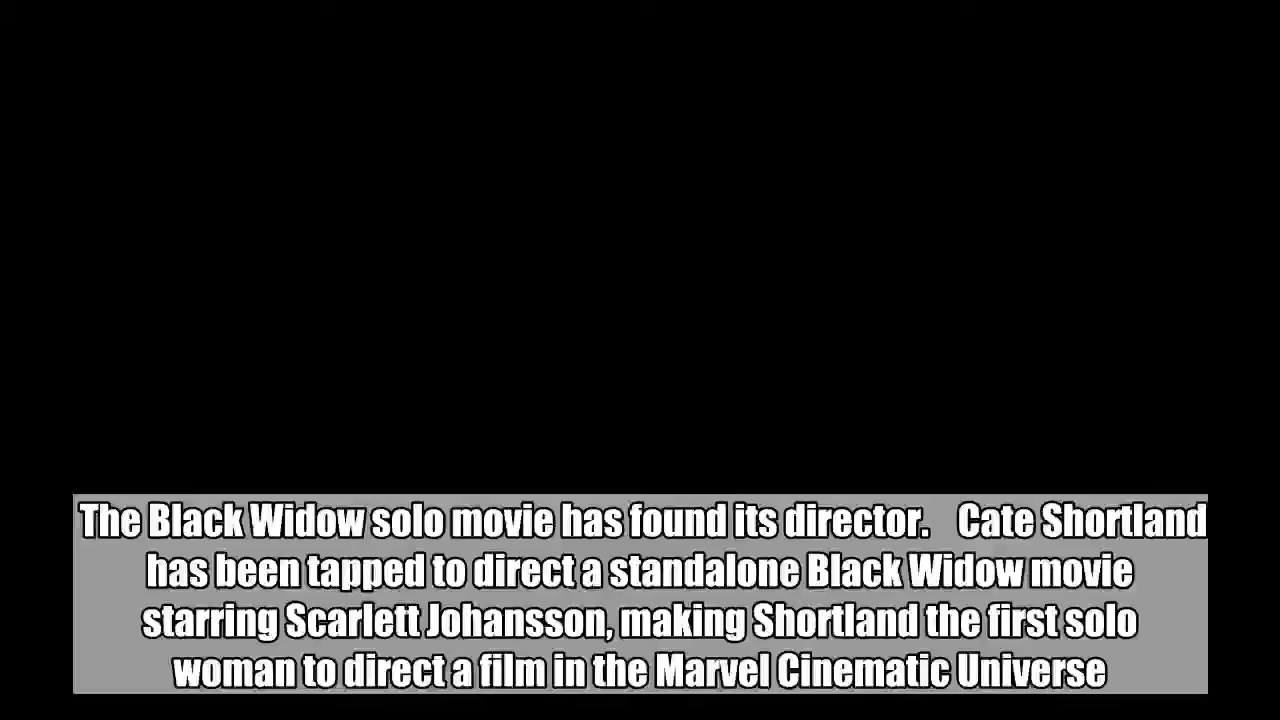 The Black Widow solo movie has found its director.    Cate Shortland
has been tapped to direct a standalone Black Widow movie
starring Scarlett Johansson, making Shortland the first solo
woman to direct a film in the Marvel Cinematic Universe